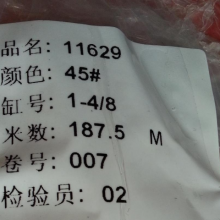 品名: 11629
颜色: 45#
缸号: 1-4/8
米数: 187.5 M
卷号: 007
检验员: 02